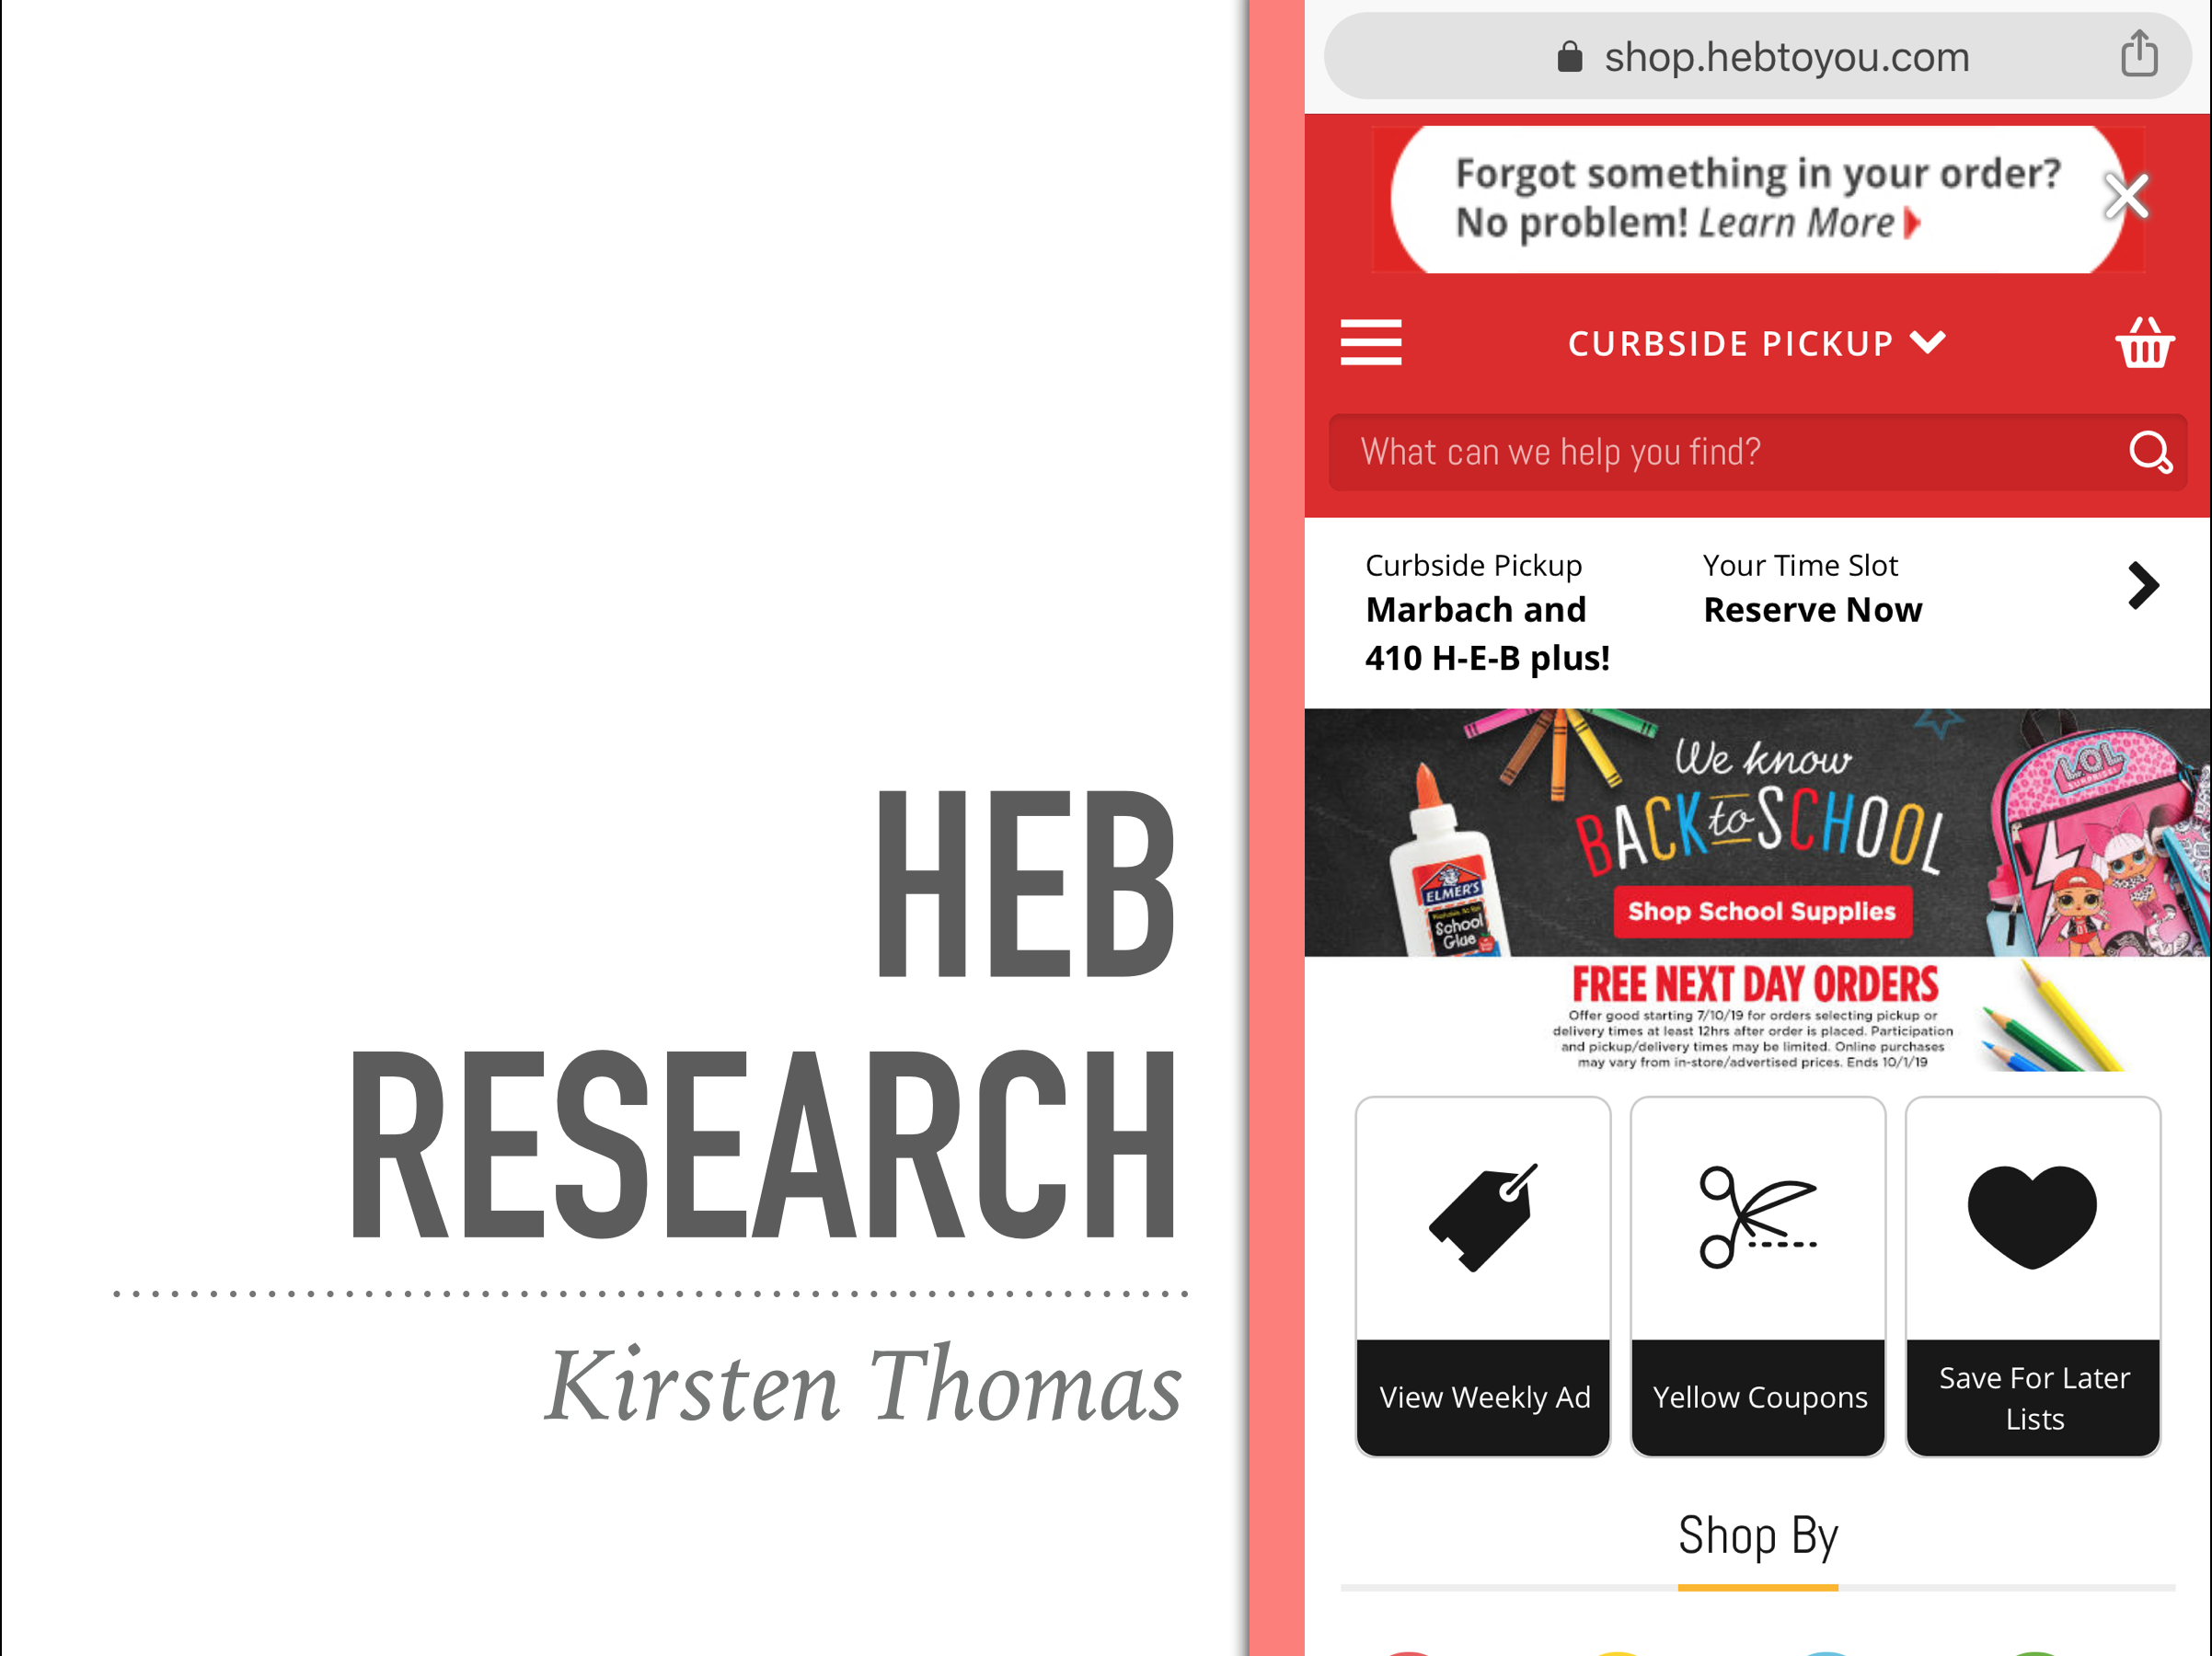 HEB
RESEARCH
Kirsten Thomas
shop.hebtoyou.com
Forgot something in your order?
No problem! Learn More
CURBSIDE PICKUP
What can we help you find?
Curbside Pickup
Marbach and
410 H-E-B plus!
Your Time Slot
Reserve Now
We know
BACK to SCHOOL
LOL
SURPRISE!
ELMER'S
School
Glue
Shop School Supplies
FREE NEXT DAY ORDERS
Offer good starting 7/10/19 for orders selecting pickup or
delivery times at least 12hrs after order is placed. Participation
and pickup/delivery times may be limited. Online purchases
may vary from in-store/advertised prices. Ends 10/1/19
View Weekly Ad
Yellow Coupons
Save For Later
Lists
Shop By